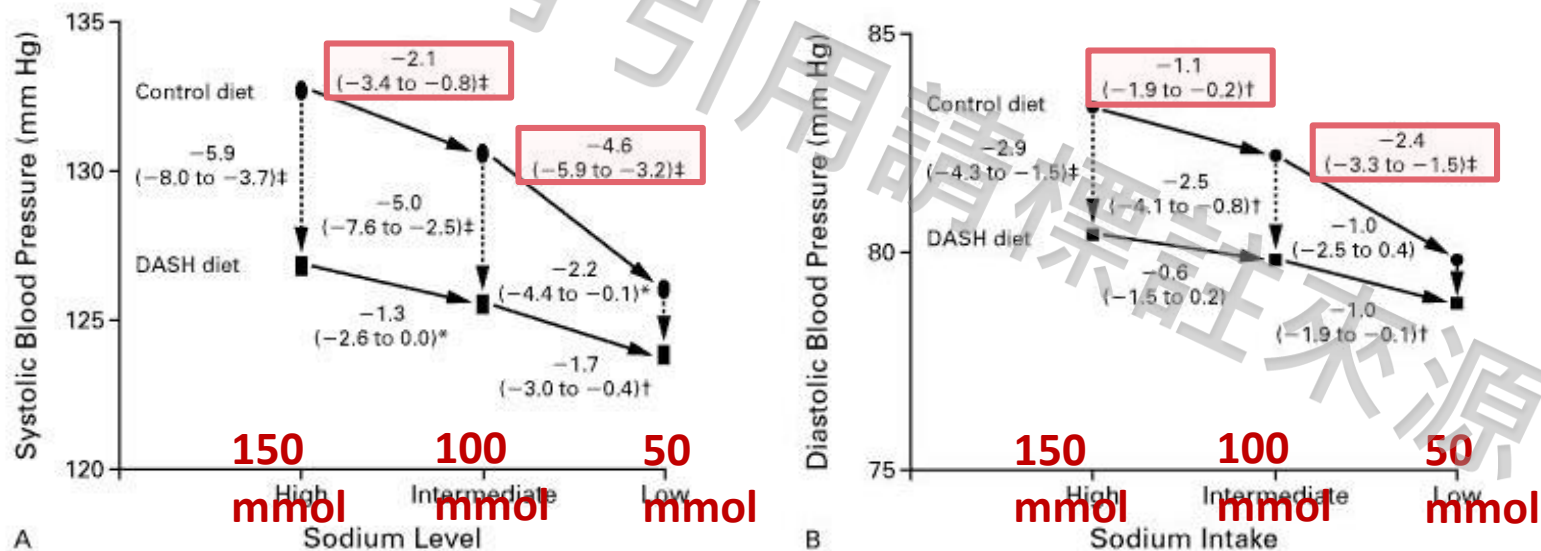 引用請標註來源
135
130
125
120
Systolic Blood Pressure (mm Hg)
Control diet
−2.1
(−3.4 to −0.8)‡
−4.6
(−5.9 to −3.2)‡
−5.9
(−8.0 to −3.7)‡
−5.0
(−7.6 to −2.5)‡
DASH diet
−2.2
(−4.4 to −0.1)*
−1.3
(−2.6 to 0.0)*
−1.7
(−3.0 to −0.4)†
150
mmol
100
mmol
50
mmol
High
Intermediate
Low
A
Sodium Level
85
80
75
Diastolic Blood Pressure (mm Hg)
−1.1
(−1.9 to −0.2)†
Control diet
−2.4
(−3.3 to −1.5)‡
−2.9
(−4.3 to −1.5)‡
−2.5
(−4.1 to −0.8)†
DASH diet
−1.0
(−2.5 to 0.4)
−0.6
(−1.5 to 0.2)
−1.0
(−1.9 to −0.1)†
150
mmol
100
mmol
50
mmol
High
Intermediate
Low
B
Sodium Intake